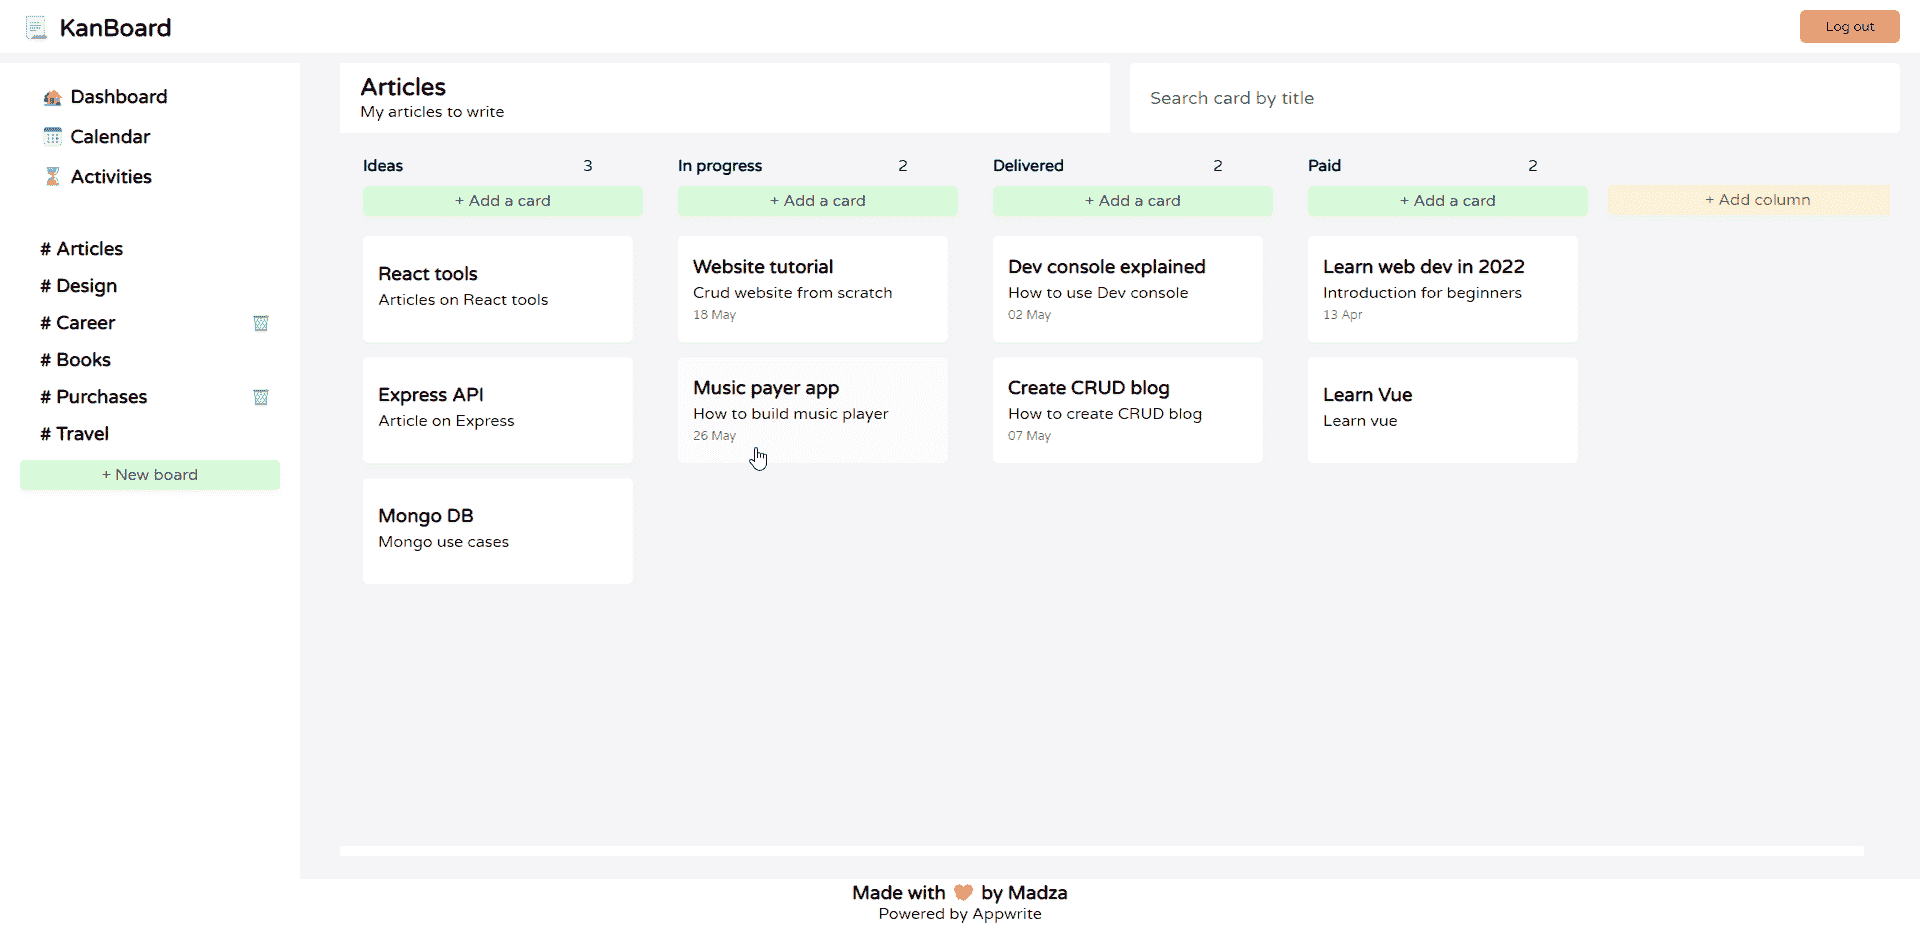 KanBoard
Log out
Dashboard
Calendar
Activities
# Articles
# Design
# Career
# Books
# Purchases
# Travel
+ New board
Articles
My articles to write
Search card by title
Ideas 3
+ Add a card
React tools
Articles on React tools
Express API
Article on Express
Mongo DB
Mongo use cases
In progress 2
+ Add a card
Website tutorial
Crud website from scratch
18 May
Music payer app
How to build music player
26 May
Delivered 2
+ Add a card
Dev console explained
How to use Dev console
02 May
Create CRUD blog
How to create CRUD blog
07 May
Paid 2
+ Add a card
Learn web dev in 2022
Introduction for beginners
13 Apr
Learn Vue
Learn vue
+ Add column
Made with 🧡 by Madza
Powered by Appwrite